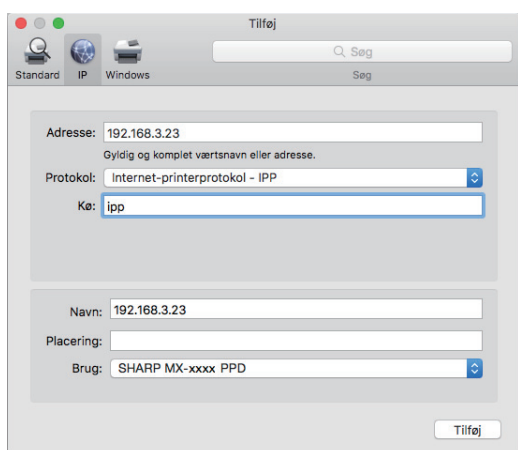 Tilføj
Søg
Standard IP Windows Søg
Adresse: 192.168.3.23
Gyldig og komplet værtsnavn eller adresse.
Protokol: Internet-printerprotokol - IPP
Kø: ipp
Navn: 192.168.3.23
Placering:
Brug: SHARP MX-xxxx PPD
Tilføj